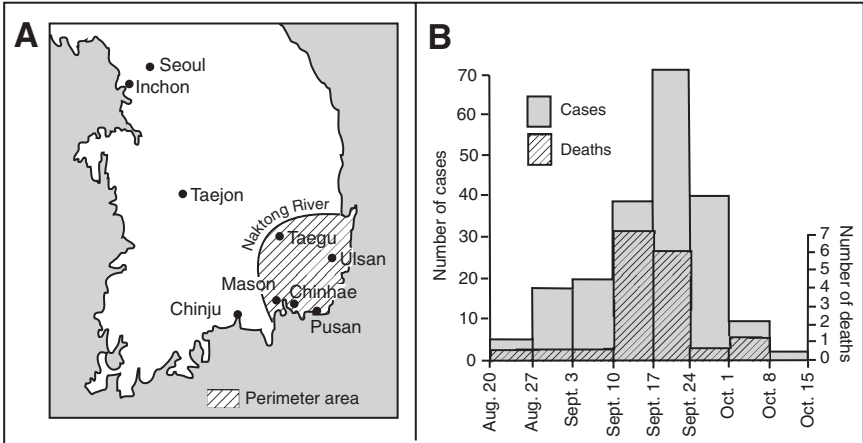 A
Seoul
Inchon
Taejon
Naktong River
Taegu
Ulsan
Mason
Chinhae
Chinju
Pusan
Perimeter area
B
Number of cases
70
60
50
40
30
20
10
0
Cases
Deaths
7
6
5
4
3
2
1
0
Number of deaths
Aug. 20
Aug. 27
Sept. 3
Sept. 10
Sept. 17
Sept. 24
Oct. 1
Oct. 8
Oct. 15